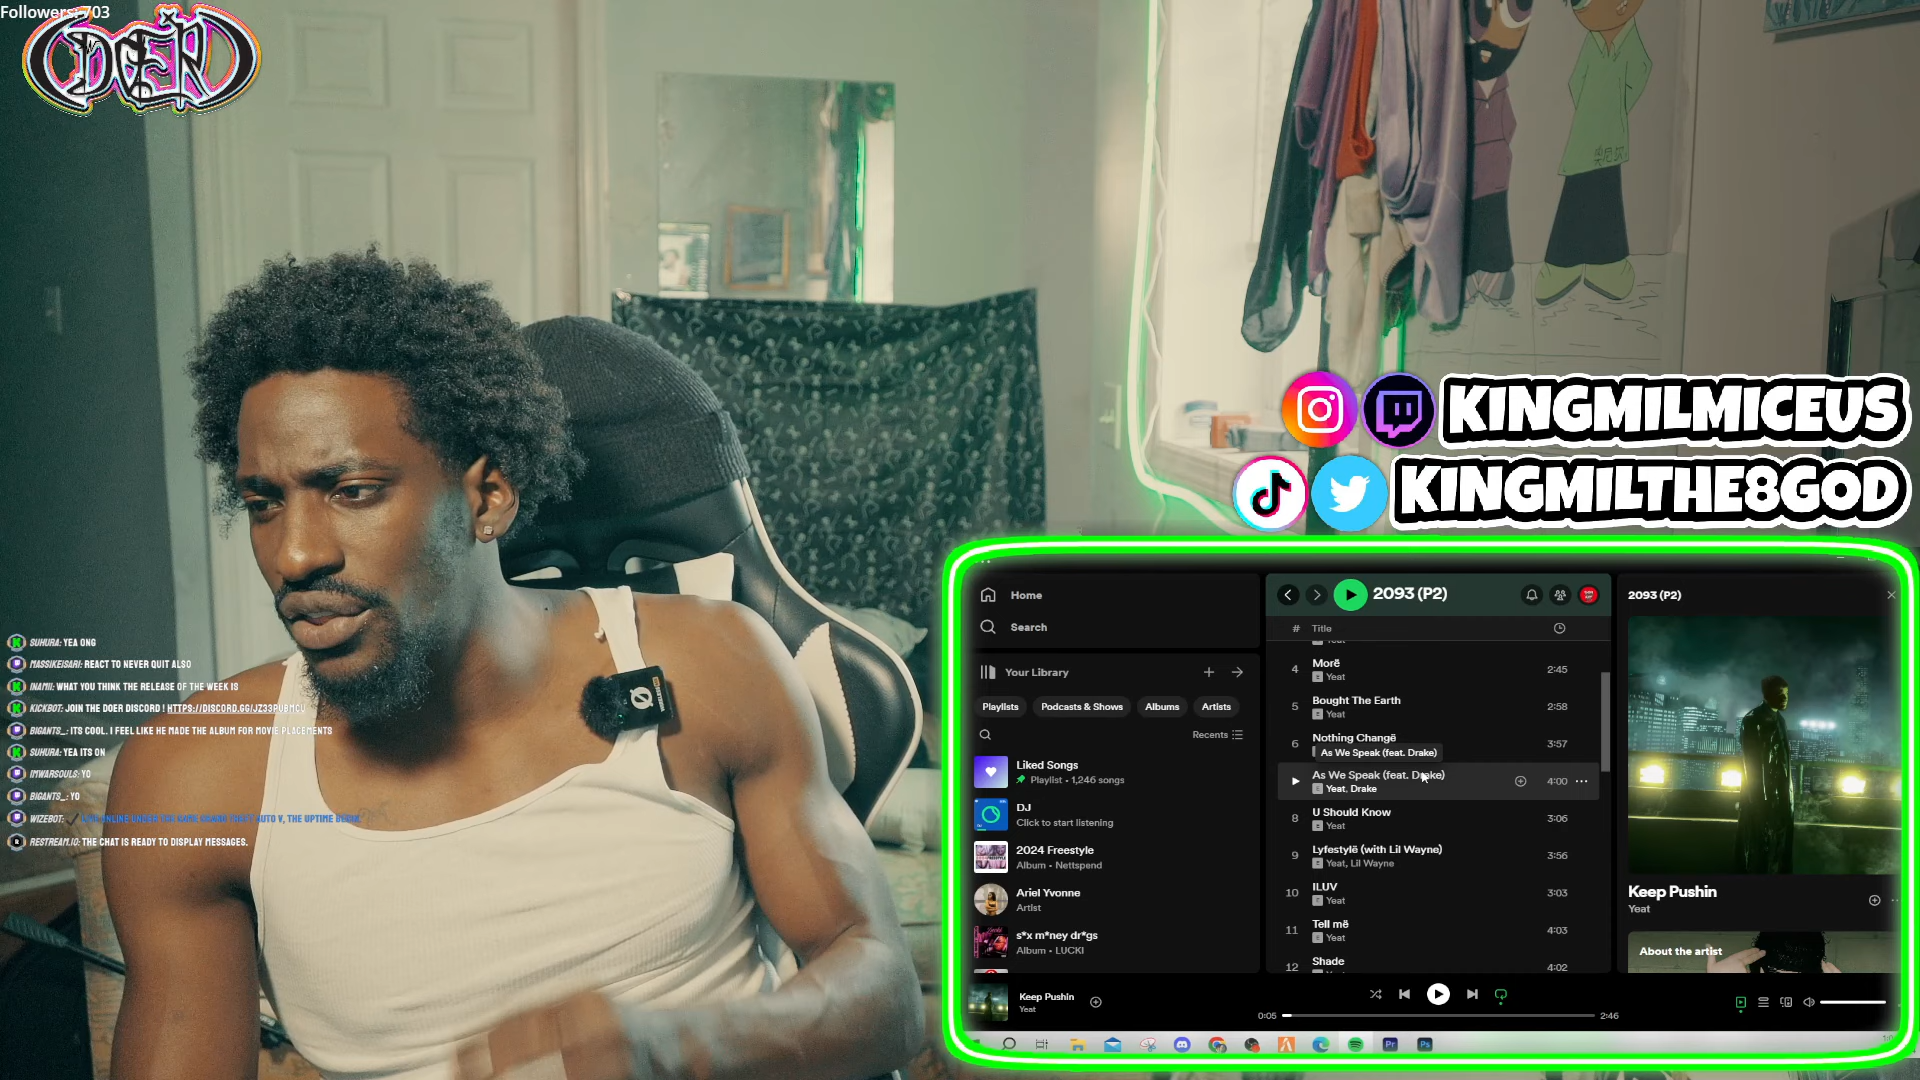 Followers: 703
DOER
KINGMILMICEUS
KINGMILTHE8GOD
SUHURA: YEA ONG
MASSIKEISARI: REACT TO NEVER QUIT ALSO
INAMII: WHAT YOU THINK THE RELEASE OF THE WEEK IS
KICKBOT: JOIN THE DOER DISCORD ! HTTPS://DISCORD.GG/JZ33PUBMCU
BIGANTS_: ITS COOL. I FEEL LIKE HE MADE THE ALBUM FOR MOVIE PLACEMENTS
SUHURA: YEA ITS ON
IMWARSOULS: YO
BIGANTS_: YO
WIZEBOT: AUTO V, THE UPTIME
RESTREAM.IO: THE CHAT IS READY TO DISPLAY MESSAGES.
Home
Search
Your Library
Playlists
Podcasts & Shows
Albums
Artists
Recents
Liked Songs
Playlist • 1,246 songs
DJ
Click to start listening
2024 Freestyle
Album • Nettspend
Ariel Yvonne
Artist
s*x m*ney dr*gs
Album • LUCKI
2093 (P2)
# Title
4 Morë 2:45
Yeat
5 Bought The Earth 2:58
Yeat
6 Nothing Changë 3:57
As We Speak (feat. Drake)
As We Speak (feat. Drake) 4:00
E Yeat, Drake
8 U Should Know 3:06
Yeat
9 Lyfestylë (with Lil Wayne) 3:56
Yeat, Lil Wayne
10 ILUV 3:03
Yeat
11 Tell më 4:03
Yeat
12 Shade 4:02
2093 (P2)
Keep Pushin
Yeat
About the artist
Keep Pushin
Yeat
0:05
2:46
Pr
Ps